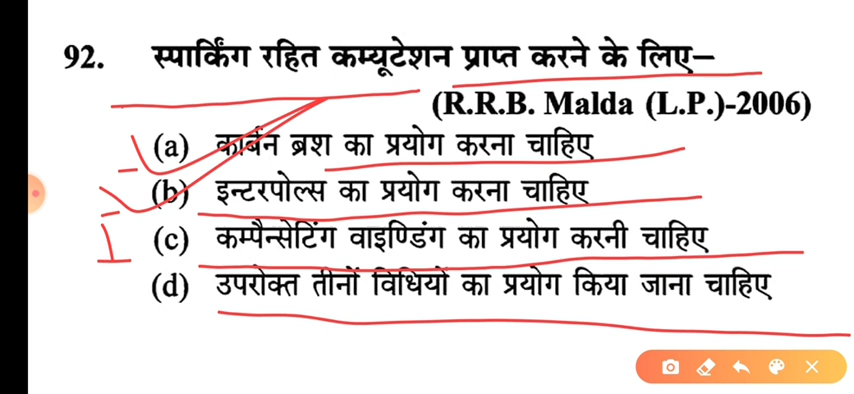 92. स्पार्किंग रहित कम्यूटेशन प्राप्त करने के लिए–
(R.R.B. Malda (L.P.)-2006)
(a) कार्बन ब्रश का प्रयोग करना चाहिए
(b) इन्टरपोल्स का प्रयोग करना चाहिए
(c) कम्पैन्सेटिंग वाइण्डिंग का प्रयोग करनी चाहिए
(d) उपरोक्त तीनों विधियों का प्रयोग किया जाना चाहिए